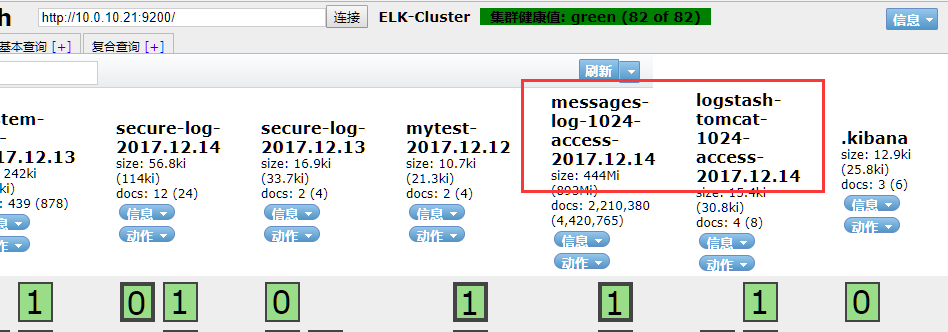 h http://10.0.10.21:9200/ 连接 ELK-Cluster 集群健康值: green (82 of 82) 信息
基本查询 [+] 复合查询 [+]
刷新
tem-
2017.12.13
242ki
ki)
: 439 (878)
信息
动作
secure-log-
2017.12.14
size: 56.8ki
(114ki)
docs: 12 (24)
信息
动作
secure-log-
2017.12.13
size: 16.9ki
(33.7ki)
docs: 2 (4)
信息
动作
mytest-
2017.12.12
size: 10.7ki
(21.3ki)
docs: 2 (4)
信息
动作
messages-
log-1024-
access-
2017.12.14
size: 444Mi
(893Mi)
docs: 2,210,380
(4,420,765)
信息
动作
logstash-
tomcat-
1024-
access-
2017.12.14
size: 15.4ki
(30.8ki)
docs: 4 (8)
信息
动作
.kibana
size: 12.9ki
(25.8ki)
docs: 3 (6)
信息
动作
1 0 1 0 1 1 1 0